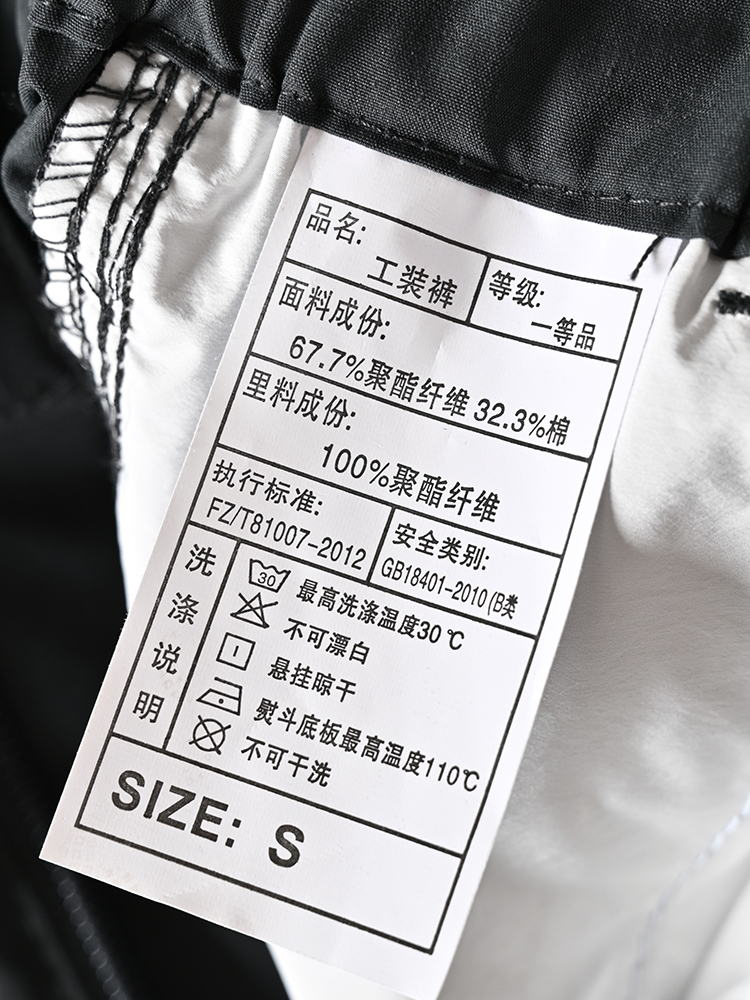 品名:
工装裤
等级:
一等品
面料成份:
67.7%聚酯纤维 32.3%棉
里料成份:
100%聚酯纤维
执行标准:
FZ/T81007-2012
安全类别:
GB18401-2010(B类
洗涤说明
30
最高洗涤温度30℃
不可漂白
悬挂晾干
熨斗底板最高温度110℃
不可干洗
SIZE: S